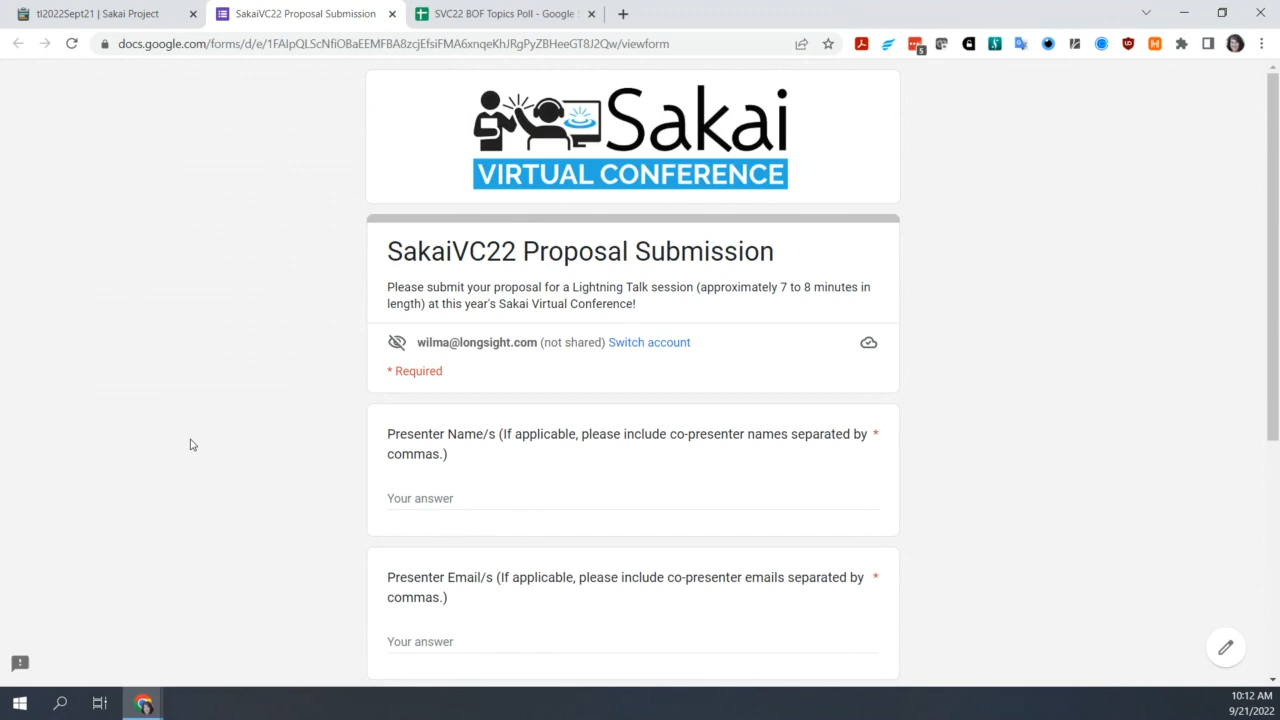 tl2022Sept21 | Sakai Project
SakaiVC22 Proposal Submission
SVC22 BOF Topics Poll - Google S
docs.google.com/forms/d/e/1FAIpQLScNfiOBaEEMFBA8zcjEfsiFMA6xnqeKhJRgPyZBHeeGT8J2Qw/viewform
5
Sakai
VIRTUAL CONFERENCE
SakaiVC22 Proposal Submission
Please submit your proposal for a Lightning Talk session (approximately 7 to 8 minutes in
length) at this year's Sakai Virtual Conference!
wilma@longsight.com (not shared) Switch account
* Required
Presenter Name/s (If applicable, please include co-presenter names separated by *
commas.)
Your answer
Presenter Email/s (If applicable, please include co-presenter emails separated by *
commas.)
Your answer
10:12 AM
9/21/2022